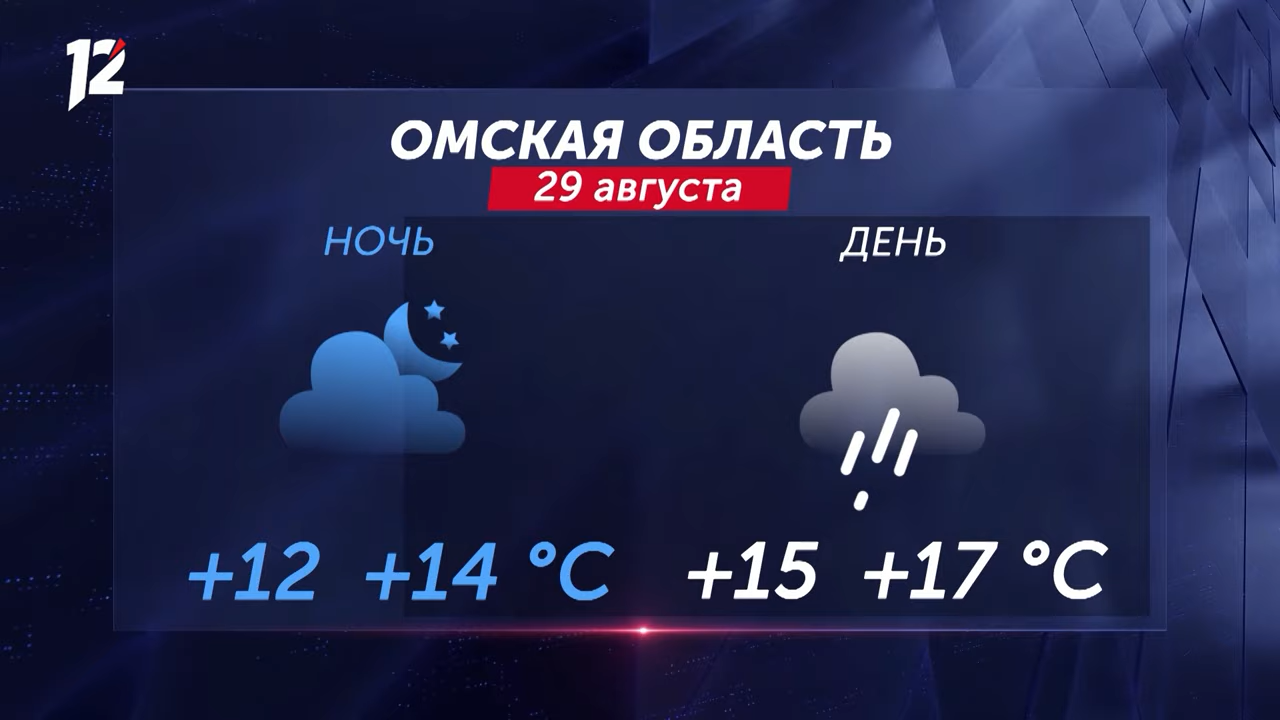 12
ОМСКАЯ ОБЛАСТЬ
29 августа
НОЧЬ
ДЕНЬ
+12 +14 °C
+15 +17 °C